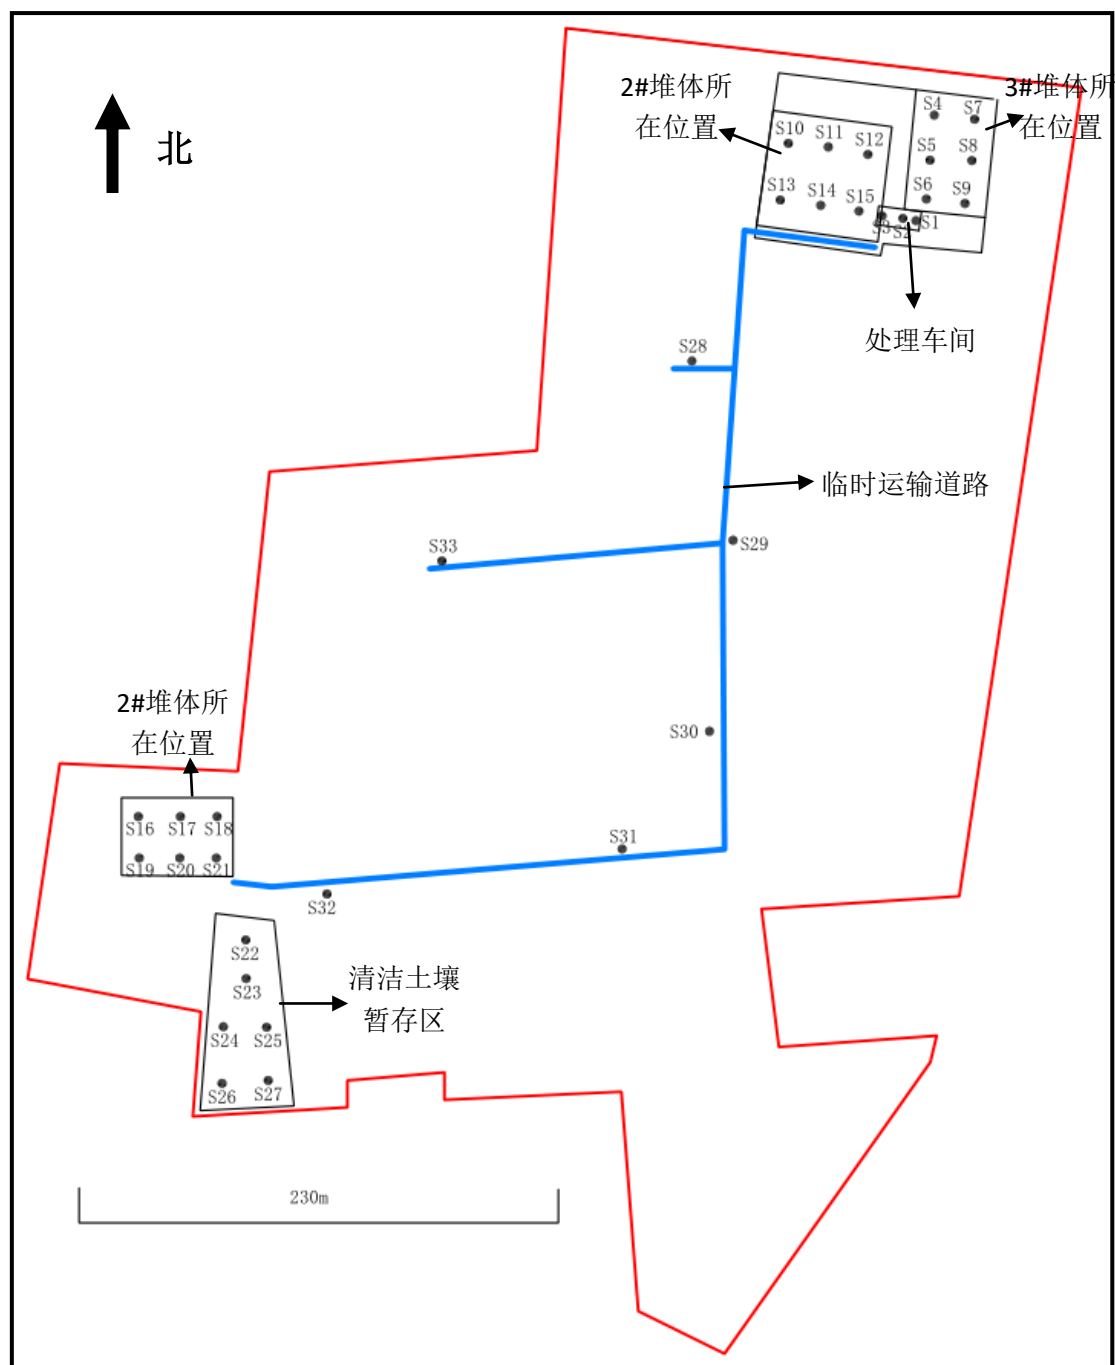 2#堆体所
在位置
3#堆体所
在位置
北
S4
S7
S10
S11
S12
S5
S8
S13
S14
S15
S6
S9
S3
S2
S1
处理车间
S28
临时运输道路
S33
S29
2#堆体所
在位置
S30
S16
S17
S18
S31
S19
S20
S21
S32
S22
S23
清洁土壤
暂存区
S24
S25
S26
S27
230m